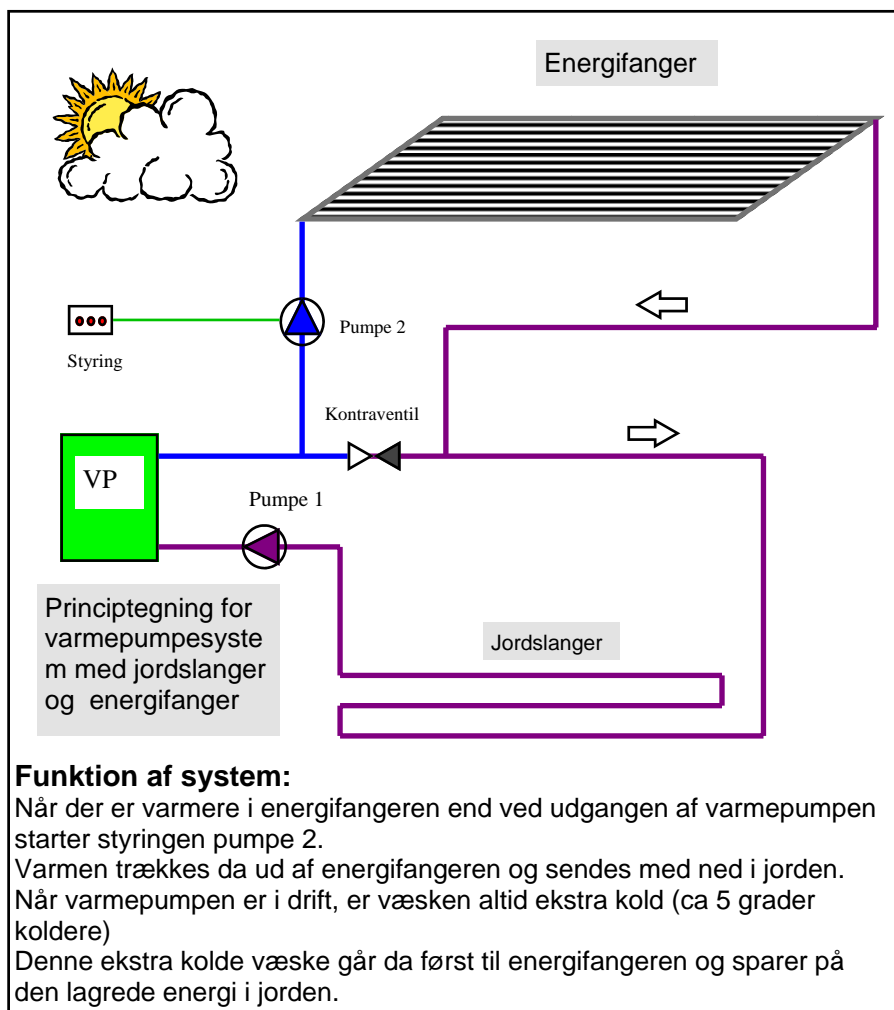 Energifanger
Pumpe 2
Styring
Kontraventil
VP
Pumpe 1
Principtegning for
varmepumpesyste
m med jordslanger
og energifanger
Jordslanger
Funktion af system:
Når der er varmere i energifangeren end ved udgangen af varmepumpen
starter styringen pumpe 2.
Varmen trækkes da ud af energifangeren og sendes med ned i jorden.
Når varmepumpen er i drift, er væsken altid ekstra kold (ca 5 grader
koldere)
Denne ekstra kolde væske går da først til energifangeren og sparer på
den lagrede energi i jorden.